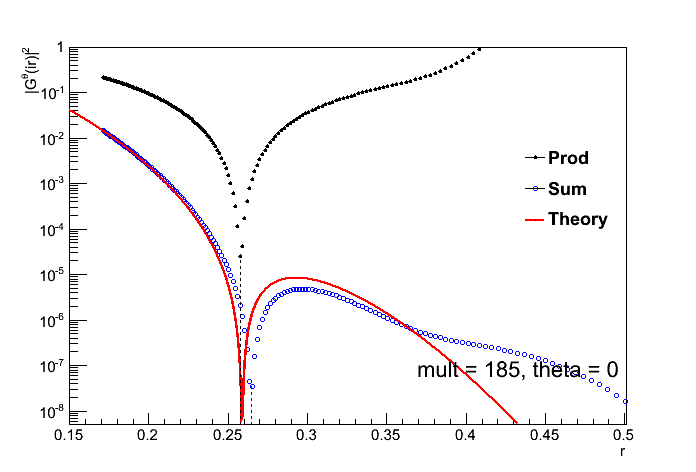 |G^θ(ir)|²
1
10⁻¹
10⁻²
10⁻³
10⁻⁴
10⁻⁵
10⁻⁶
10⁻⁷
10⁻⁸
Prod
Sum
Theory
mult = 185, theta = 0
0.15 0.2 0.25 0.3 0.35 0.4 0.45 0.5
r